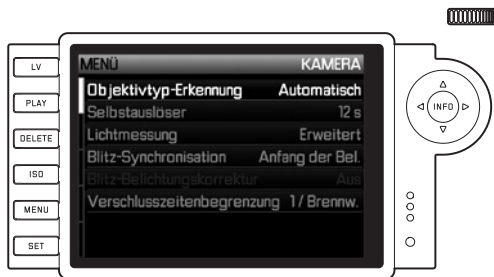 LV
PLAY
DELETE
ISO
MENU
SET
MENÜ KAMERA
Objektivtyp-Erkennung Automatisch
Selbstauslöser 12 s
Lichtmessung Erweitert
Blitz-Synchronisation Anfang der Bel.
Blitz-Belichtungskorrektur Aus
Verschlusszeitenbegrenzung 1/ Brennw.
INFO